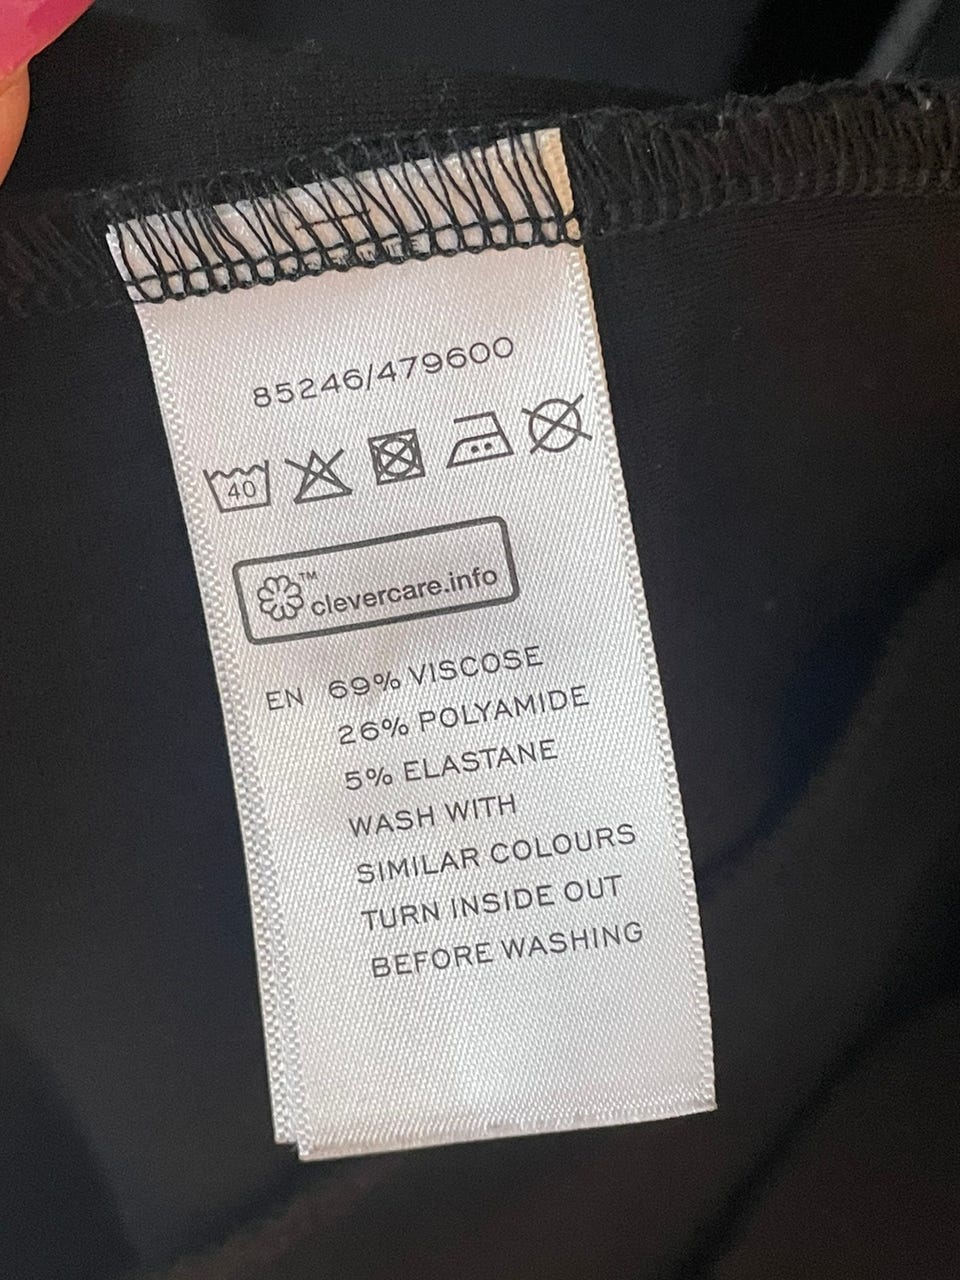 85246/479600
40
™ clevercare.info
EN 69% VISCOSE
26% POLYAMIDE
5% ELASTANE
WASH WITH
SIMILAR COLOURS
TURN INSIDE OUT
BEFORE WASHING